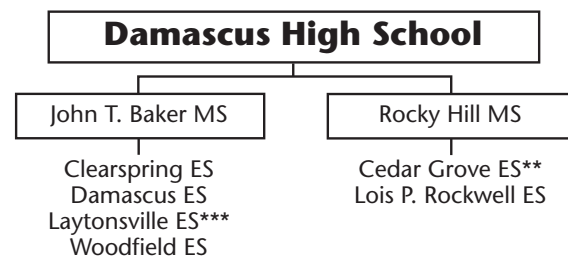 Damascus High School
John T. Baker MS
Rocky Hill MS
Clearspring ES
Damascus ES
Laytonsville ES***
Woodfield ES
Cedar Grove ES**
Lois P. Rockwell ES